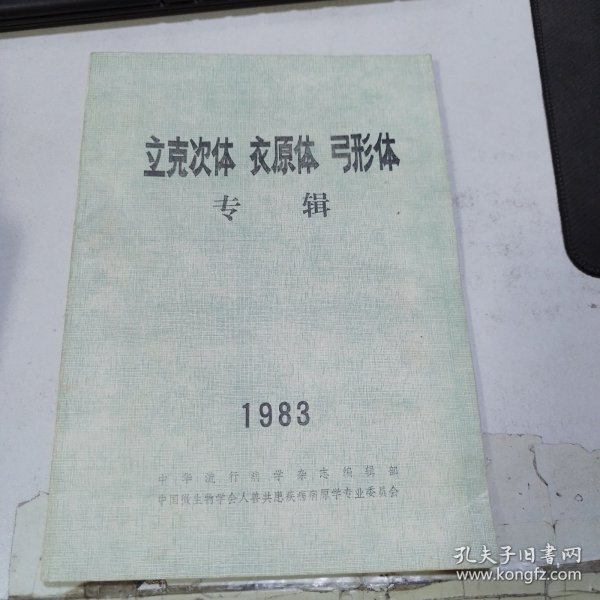 立克次体 衣原体 弓形体
专辑
1983
中华流行病学杂志编辑部
中国微生物学会人兽共患疾病病原学专业委员会
孔夫子旧书网
www.kongfz.com